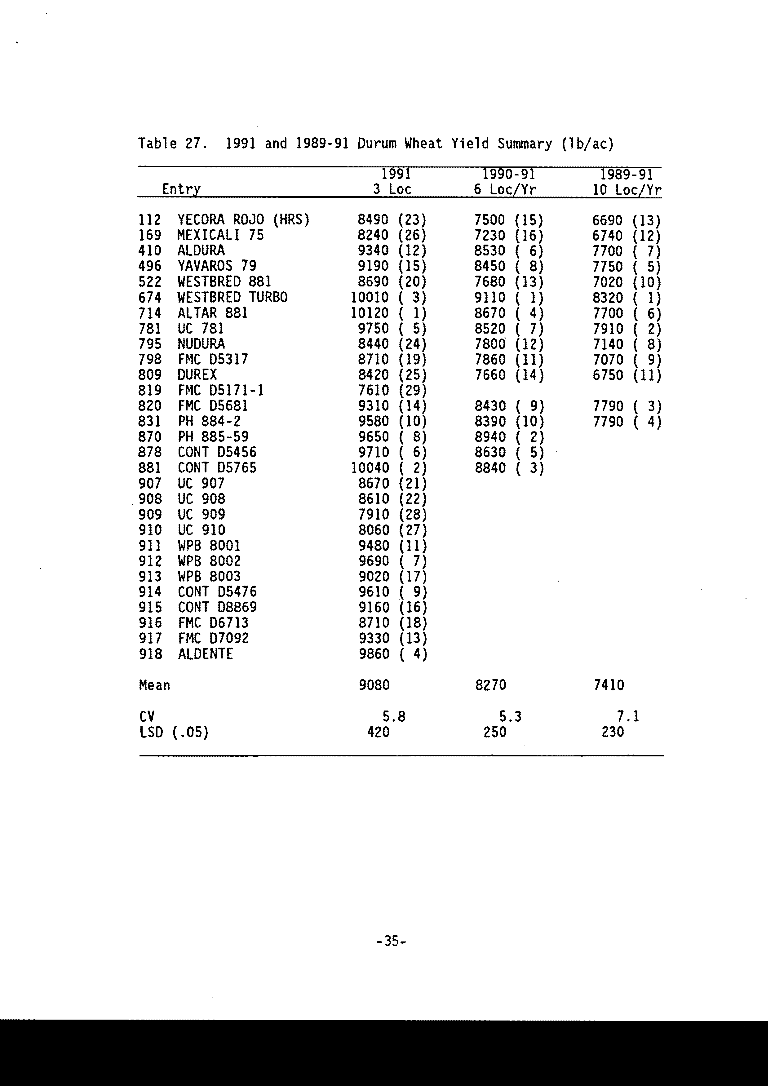 Table 27. 1991 and 1989-91 Durum Wheat Yield Summary (lb/ac)
1991 1990-91 1989-91
Entry 3 Loc 6 Loc/Yr 10 Loc/Yr
112 YECORA ROJO (HRS) 8490 (23) 7500 (15) 6690 (13)
169 MEXICALI 75 8240 (26) 7230 (16) 6740 (12)
410 ALDURA 9340 (12) 8530 ( 6) 7700 ( 7)
496 YAVAROS 79 9190 (15) 8450 ( 8) 7750 ( 5)
522 WESTBRED 881 8690 (20) 7680 (13) 7020 (10)
674 WESTBRED TURBO 10010 ( 3) 9110 ( 1) 8320 ( 1)
714 ALTAR 881 10120 ( 1) 8670 ( 4) 7700 ( 6)
781 UC 781 9750 ( 5) 8520 ( 7) 7910 ( 2)
795 NUDURA 8440 (24) 7800 (12) 7140 ( 8)
798 FMC D5317 8710 (19) 7860 (11) 7070 ( 9)
809 DUREX 8420 (25) 7660 (14) 6750 (11)
819 FMC D5171-1 7610 (29)
820 FMC D5681 9310 (14) 8430 ( 9) 7790 ( 3)
831 PH 884-2 9580 (10) 8390 (10) 7790 ( 4)
870 PH 885-59 9650 ( 8) 8940 ( 2)
878 CONT D5456 9710 ( 6) 8630 ( 5)
881 CONT D5765 10040 ( 2) 8840 ( 3)
907 UC 907 8670 (21)
908 UC 908 8610 (22)
909 UC 909 7910 (28)
910 UC 910 8060 (27)
911 WPB 8001 9480 (11)
912 WPB 8002 9690 ( 7)
913 WPB 8003 9020 (17)
914 CONT D5476 9610 ( 9)
915 CONT D8869 9160 (16)
916 FMC D6713 8710 (18)
917 FMC D7092 9330 (13)
918 ALDENTE 9860 ( 4)
Mean 9080 8270 7410
CV 5.8 5.3 7.1
LSD (.05) 420 250 230
-35-